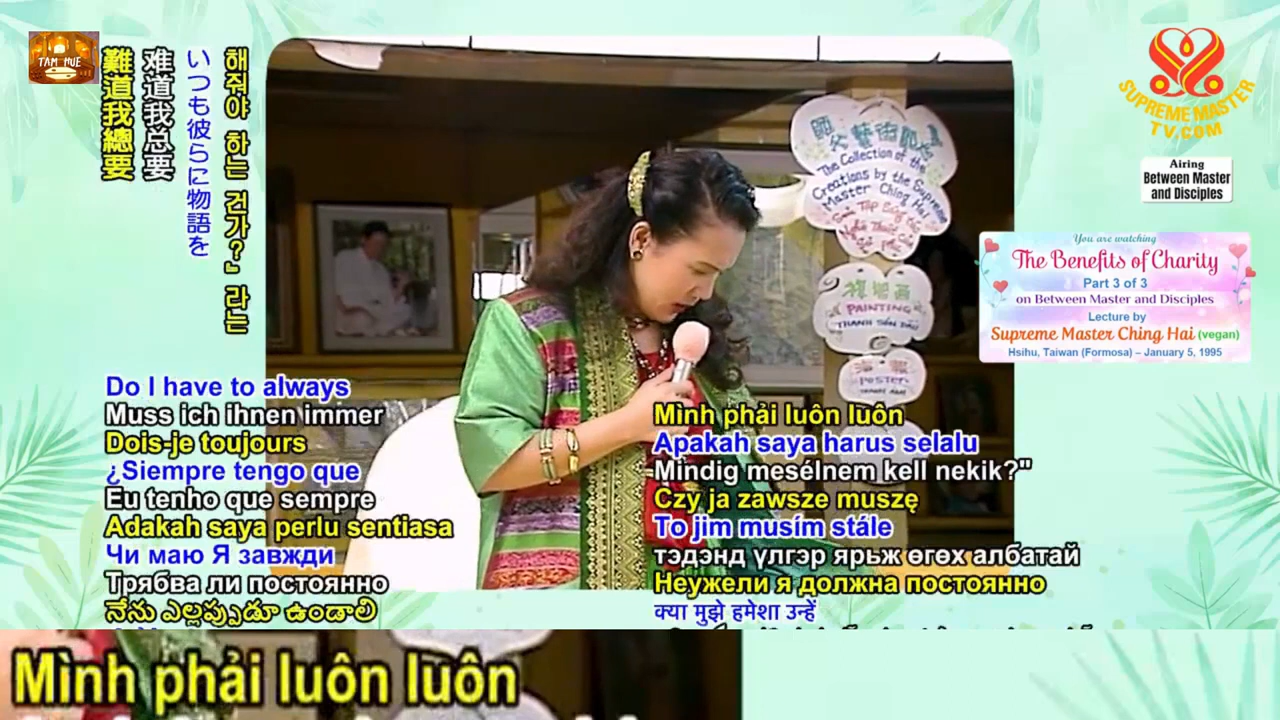 TAM HUE
難道我總要
难道我总要
いつも彼らに物語を
해줘야 하는 건가?」라는
SUPREME MASTER
TV.COM
Airing
Between Master
and Disciples
You are watching
The Benefits of Charity
Part 3 of 3
on Between Master and Disciples
Lecture by
Supreme Master Ching Hai (vegan)
Hsihu, Taiwan (Formosa) – January 5, 1995
The Collection of the
Creations by the Supreme
Master Ching Hai
PAINTING
POSTER
Do I have to always
Muss ich ihnen immer
Dois-je toujours
¿Siempre tengo que
Eu tenho que sempre
Adakah saya perlu sentiasa
Чи маю Я завжди
Трябва ли постоянно
నేను ఎల్లప్పుడూ ఉండాలి
Mình phải luôn luôn
Apakah saya harus selalu
Mindig mesélnem kell nekik?"
Czy ja zawsze muszę
To jim musím stále
тэдэнд үлгэр ярьж өгөх албатай
Неужели я должна постоянно
क्या मुझे हमेशा उन्हें
Mình phải luôn luôn